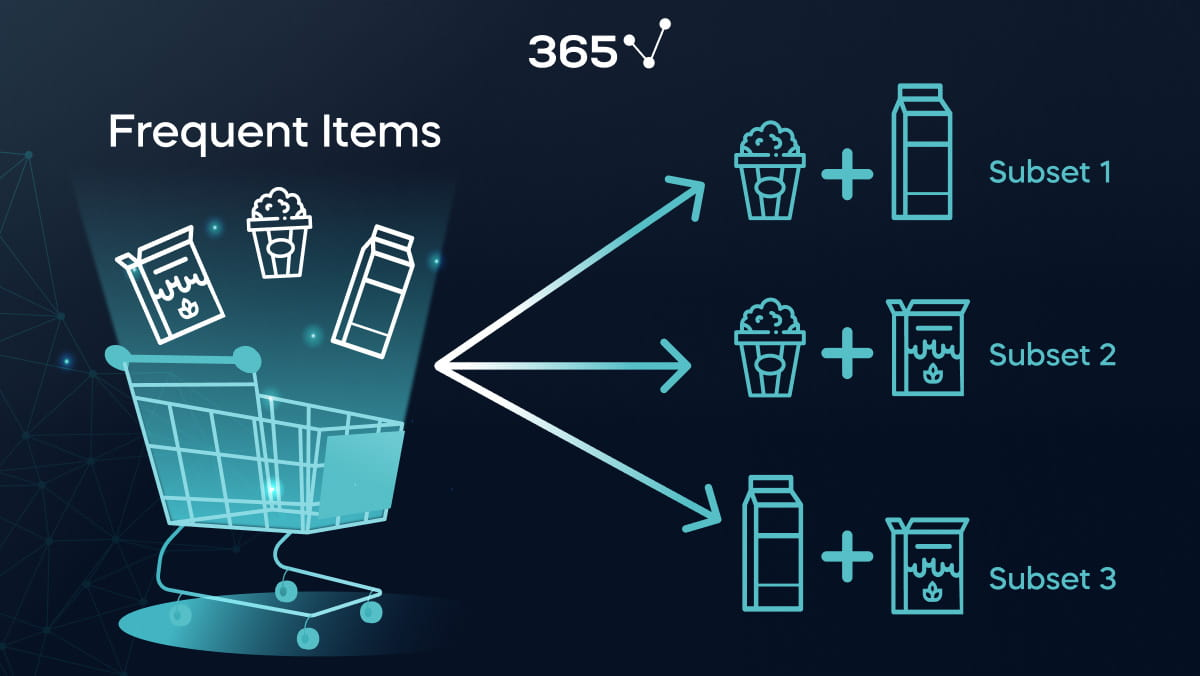 365
Frequent Items
Subset 1
Subset 2
Subset 3